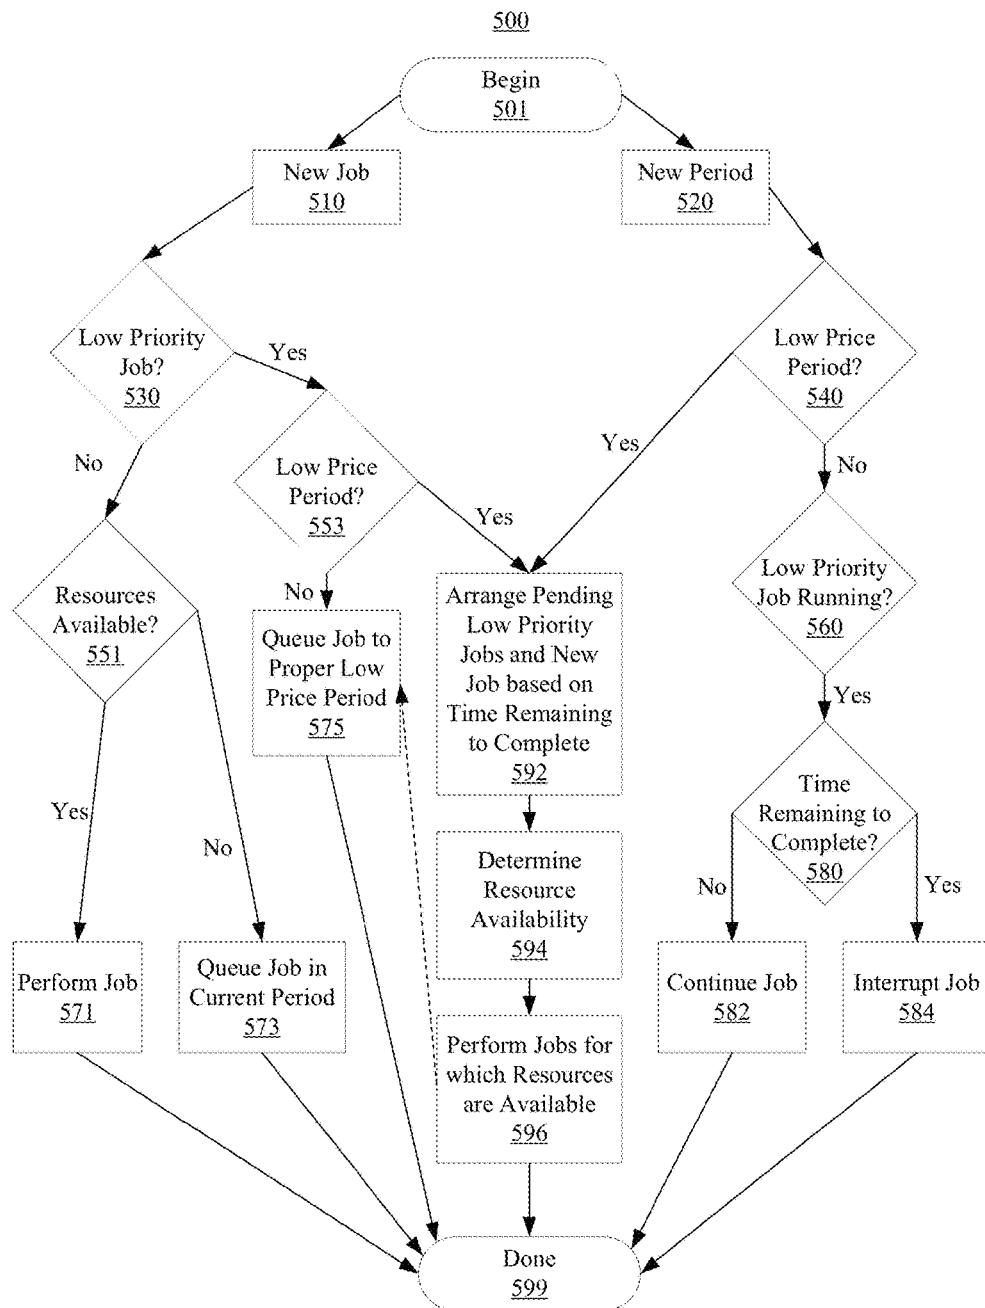 500
Begin
501
New Job
510
New Period
520
Low Priority
Job?
530
Yes
Low Price
Period?
540
No
Low Price
Period?
553
Yes
Yes
No
Resources
Available?
551
No
Queue Job to
Proper Low
Price Period
575
Arrange Pending
Low Priority
Jobs and New
Job based on
Time Remaining
to Complete
592
Low Priority
Job Running?
560
Yes
Yes
No
Time
Remaining to
Complete?
580
No
Yes
Determine
Resource
Availability
594
Perform Job
571
Queue Job in
Current Period
573
Continue Job
582
Interrupt Job
584
Perform Jobs for
which Resources
are Available
596
Done
599